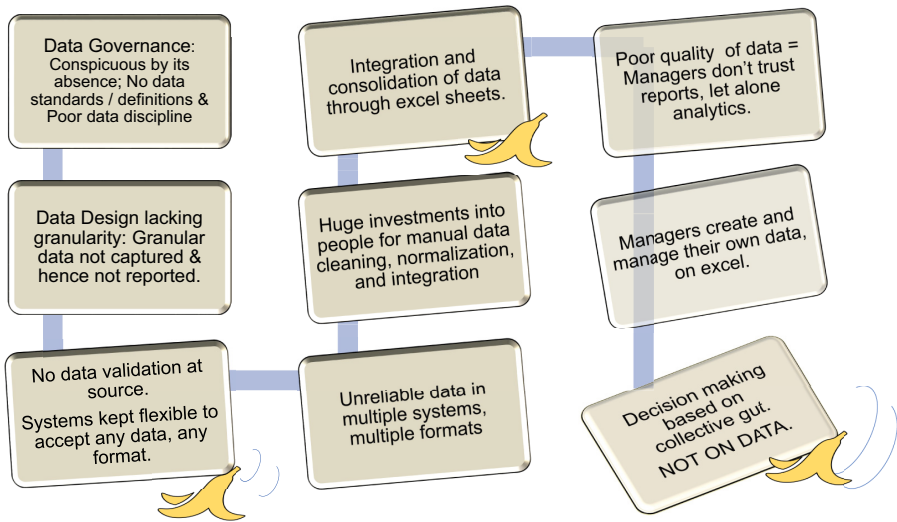 Data Governance:
Conspicuous by its
absence; No data
standards / definitions &
Poor data discipline
Data Design lacking
granularity: Granular
data not captured &
hence not reported.
No data validation at
source.
Systems kept flexible to
accept any data, any
format.
Unreliable data in
multiple systems,
multiple formats
Huge investments into
people for manual data
cleaning, normalization,
and integration
Integration and
consolidation of data
through excel sheets.
Poor quality of data =
Managers don't trust
reports, let alone
analytics.
Managers create and
manage their own data,
on excel.
Decision making
based on
collective gut.
NOT ON DATA.